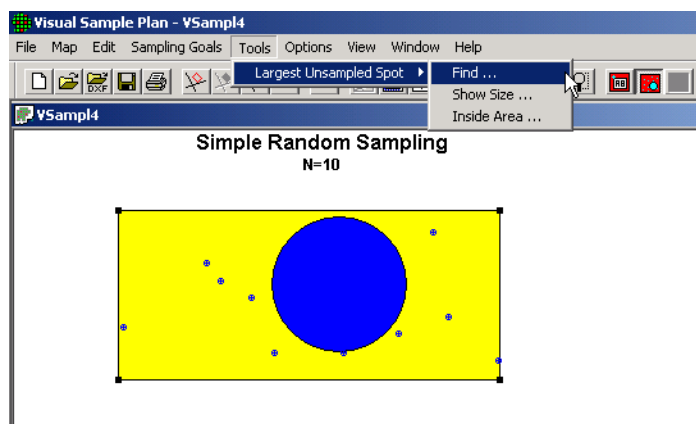 Visual Sample Plan - VSampl4
File Map Edit Sampling Goals Tools Options View Window Help
Largest Unsampled Spot Find ...
Show Size ...
Inside Area ...
DXF
VSampl4
Simple Random Sampling
N=10